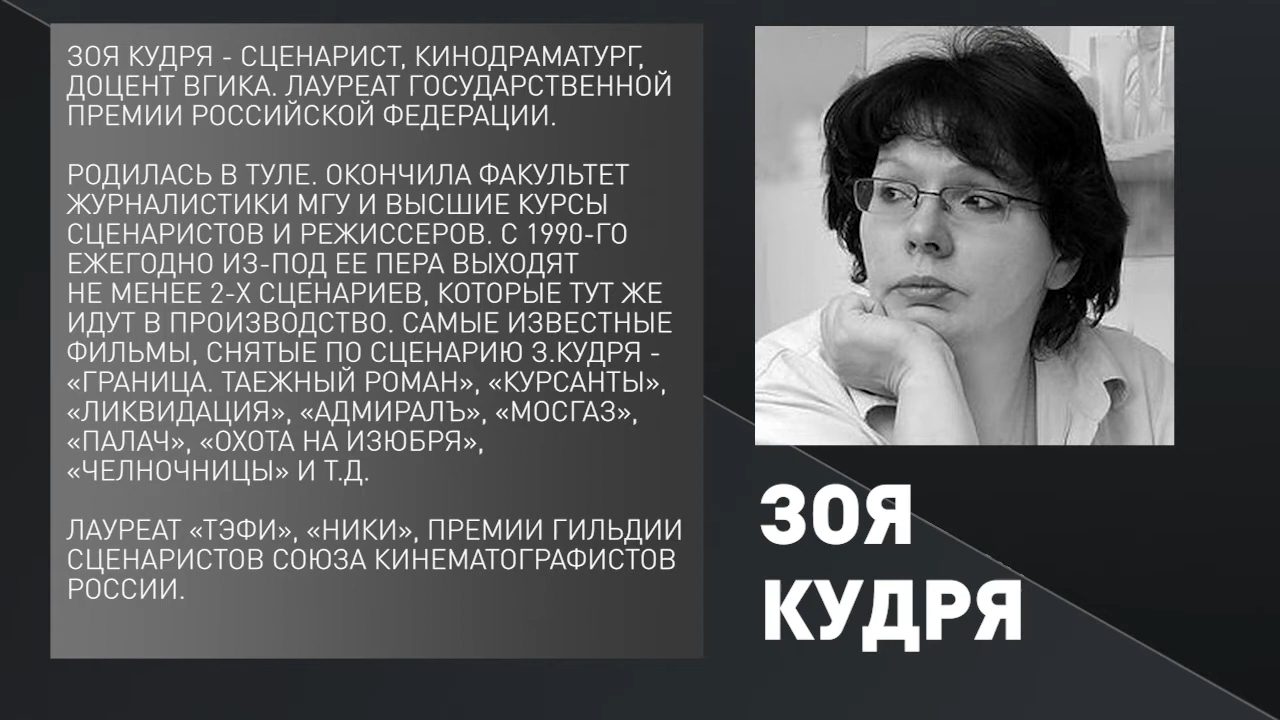 ЗОЯ КУДРЯ - СЦЕНАРИСТ, КИНОДРАМАТУРГ,
ДОЦЕНТ ВГИКА. ЛАУРЕАТ ГОСУДАРСТВЕННОЙ
ПРЕМИИ РОССИЙСКОЙ ФЕДЕРАЦИИ.
РОДИЛАСЬ В ТУЛЕ. ОКОНЧИЛА ФАКУЛЬТЕТ
ЖУРНАЛИСТИКИ МГУ И ВЫСШИЕ КУРСЫ
СЦЕНАРИСТОВ И РЕЖИССЕРОВ. С 1990-ГО
ЕЖЕГОДНО ИЗ-ПОД ЕЕ ПЕРА ВЫХОДЯТ
НЕ МЕНЕЕ 2-Х СЦЕНАРИЕВ, КОТОРЫЕ ТУТ ЖЕ
ИДУТ В ПРОИЗВОДСТВО. САМЫЕ ИЗВЕСТНЫЕ
ФИЛЬМЫ, СНЯТЫЕ ПО СЦЕНАРИЮ З.КУДРЯ -
«ГРАНИЦА. ТАЕЖНЫЙ РОМАН», «КУРСАНТЫ»,
«ЛИКВИДАЦИЯ», «АДМИРАЛЪ», «МОСГАЗ»,
«ПАЛАЧ», «ОХОТА НА ИЗЮБРЯ»,
«ЧЕЛНОЧНИЦЫ» И Т.Д.
ЛАУРЕАТ «ТЭФИ», «НИКИ», ПРЕМИИ ГИЛЬДИИ
СЦЕНАРИСТОВ СОЮЗА КИНЕМАТОГРАФИСТОВ
РОССИИ.
ЗОЯ
КУДРЯ